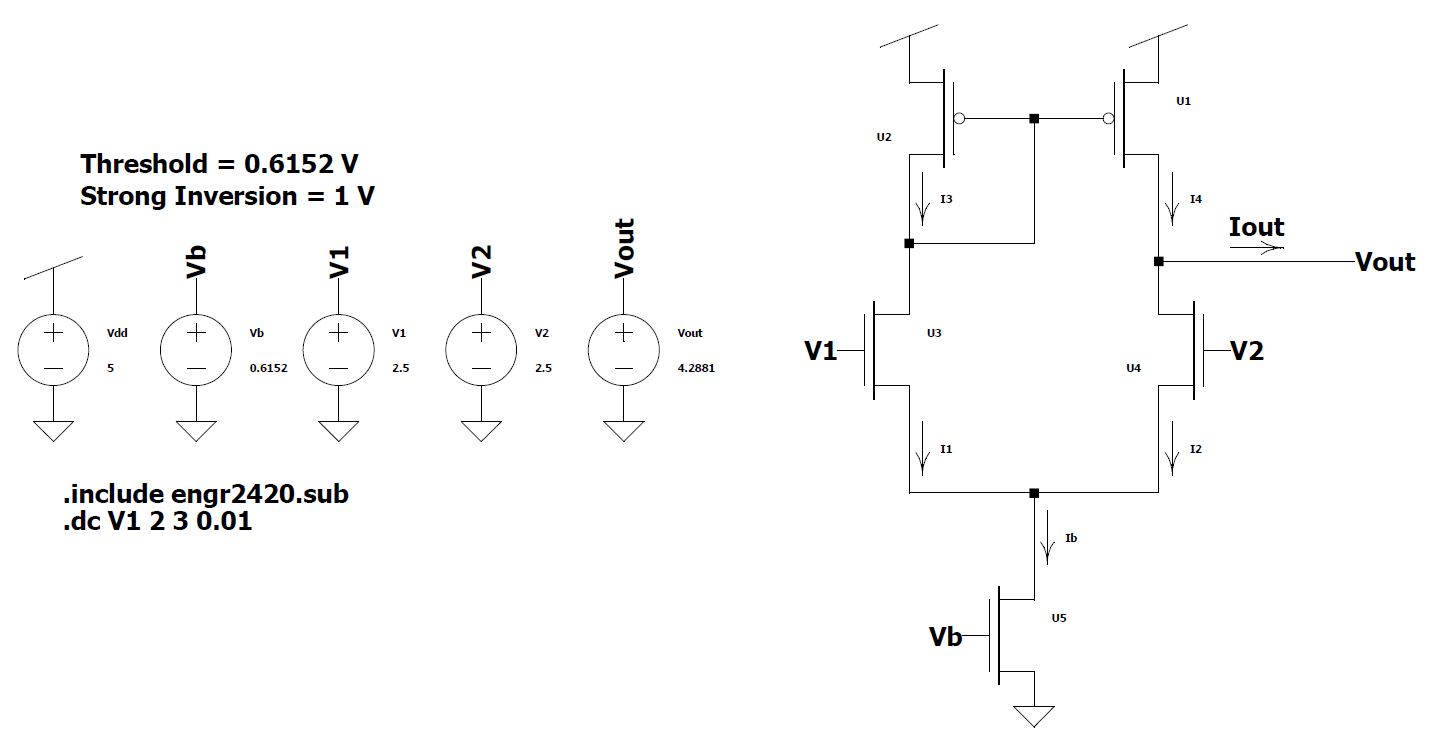 Threshold = 0.6152 V
Strong Inversion = 1 V
Vb
V1
V2
Vout
Vdd
5
Vb
0.6152
V1
2.5
V2
2.5
Vout
4.2881
.include engr2420.sub
.dc V1 2 3 0.01
U2
U1
I3
I4
Iout
Vout
V1
U3
U4
V2
I1
I2
Ib
Vb
U5